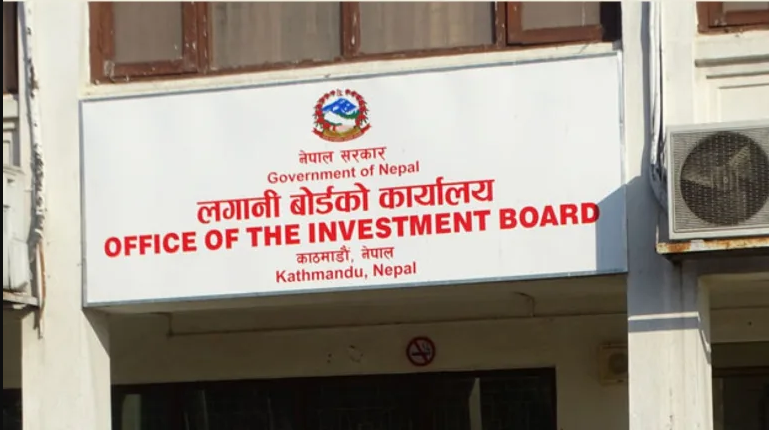 नेपाल सरकार
Government of Nepal
लगानी बोर्डको कार्यालय
OFFICE OF THE INVESTMENT BOARD
काठमाडौं, नेपाल
Kathmandu, Nepal